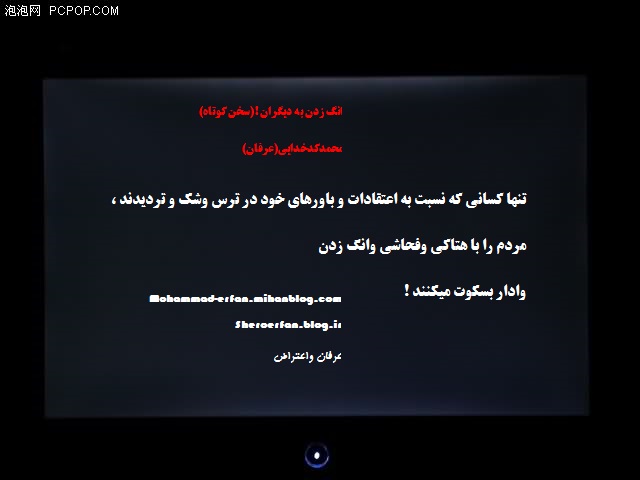 泡泡网 PCPOP.COM
انگ زدن به دیگران !(سخن کوتاه)
محمدکدخدایی(عرفان)
تنها کسانی که نسبت به اعتقادات و باورهای خود در ترس وشک و تردیدند ،
مردم را با هتاکی وفحاشی وانگ زدن
وادار بسکوت میکنند !
Mohammad-erfan.mihanblog.com
Sheroerfan.blog.ir
عرفان واعتراض